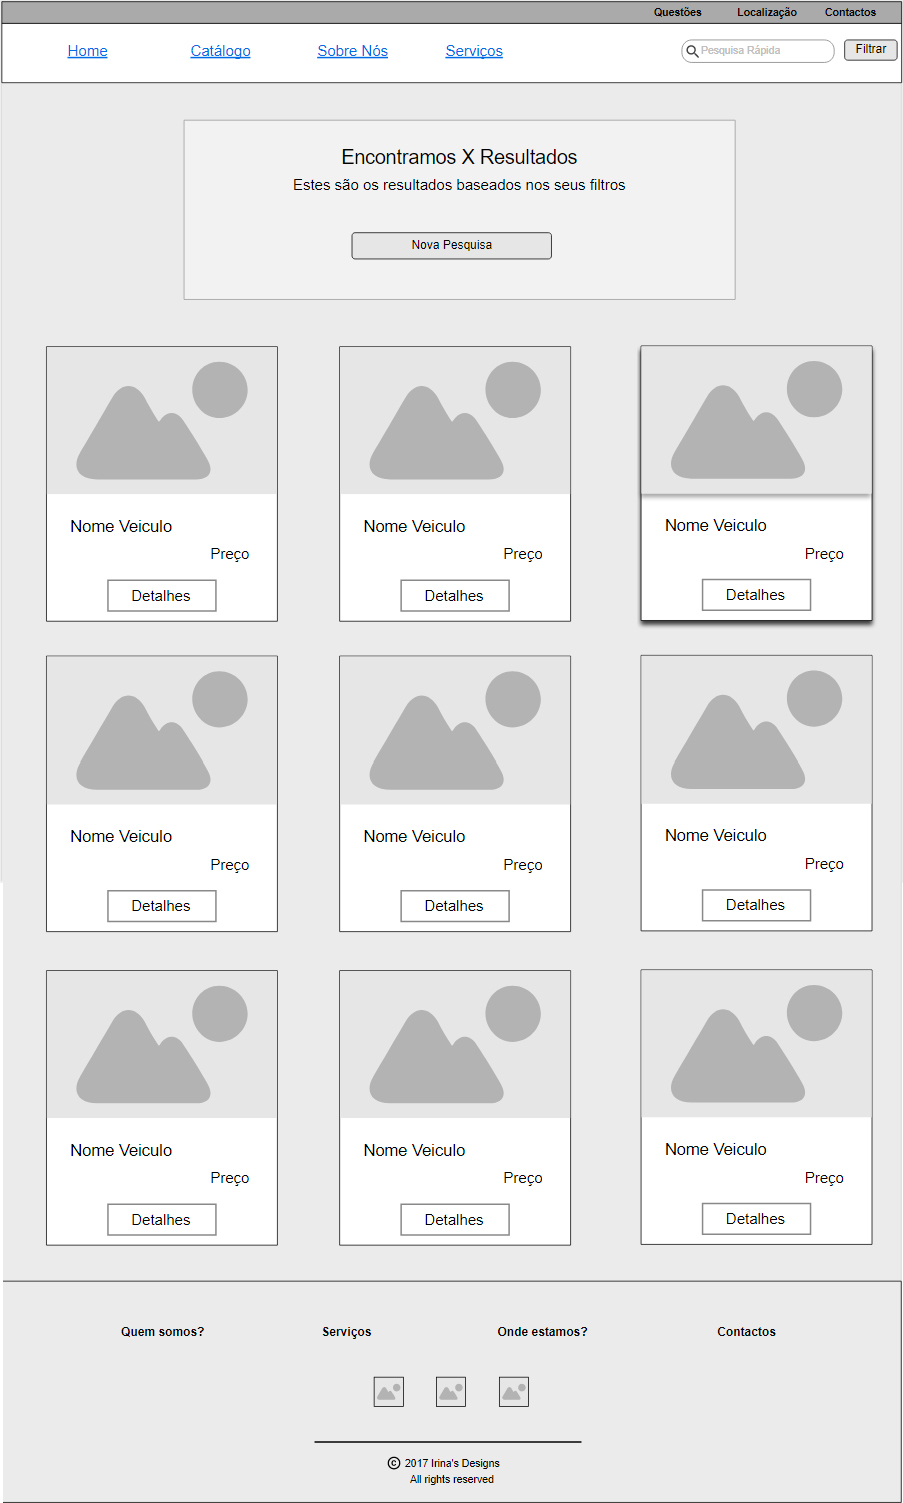 Questões Localização Contactos
Home Catálogo Sobre Nós Serviços Pesquisa Rápida Filtrar
Encontramos X Resultados
Estes são os resultados baseados nos seus filtros
Nova Pesquisa
Nome Veiculo Nome Veiculo Nome Veiculo
Preço Preço Preço
Detalhes Detalhes Detalhes
Nome Veiculo Nome Veiculo Nome Veiculo
Preço Preço Preço
Detalhes Detalhes Detalhes
Nome Veiculo Nome Veiculo Nome Veiculo
Preço Preço Preço
Detalhes Detalhes Detalhes
Quem somos? Serviços Onde estamos? Contactos
© 2017 Irina's Designs
All rights reserved